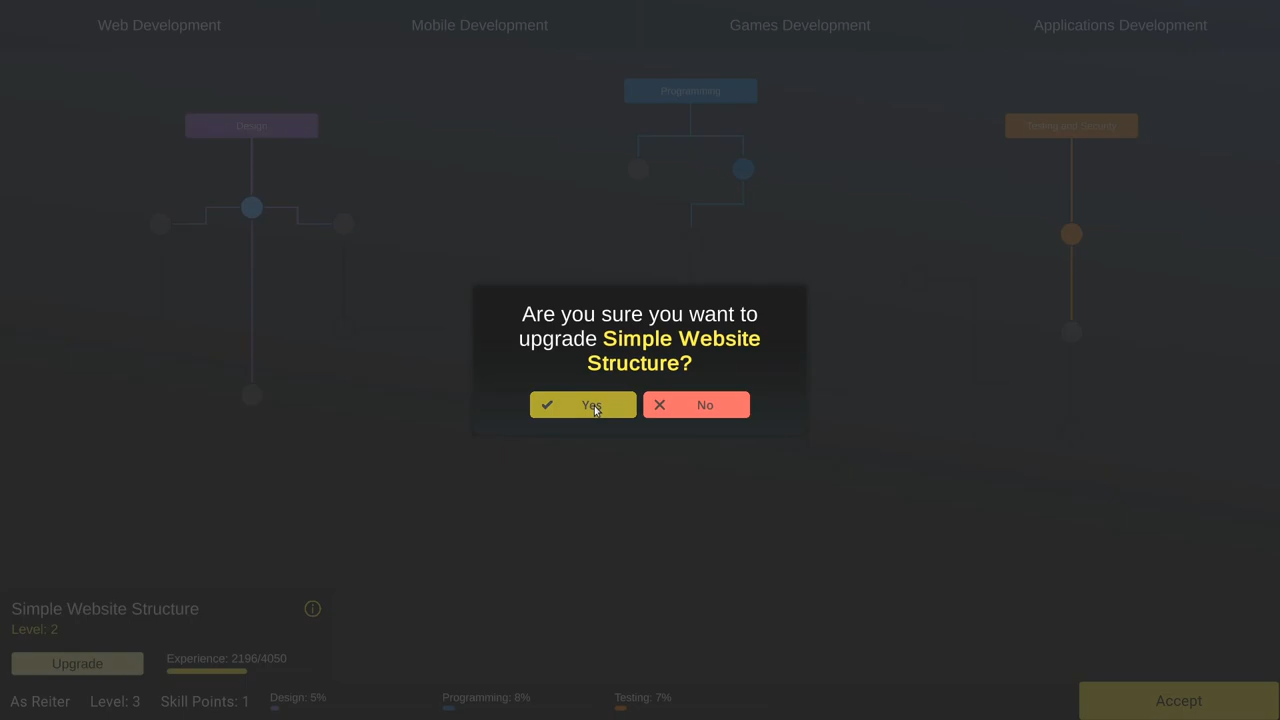 Web Development
Mobile Development
Games Development
Applications Development
Programming
Design
Testing and Security
Are you sure you want to
upgrade Simple Website
Structure?
Yes
No
Simple Website Structure
Level: 2
Upgrade
Experience: 2196/4050
As Reiter
Level: 3
Skill Points: 1
Design: 5%
Programming: 8%
Testing: 7%
Accept